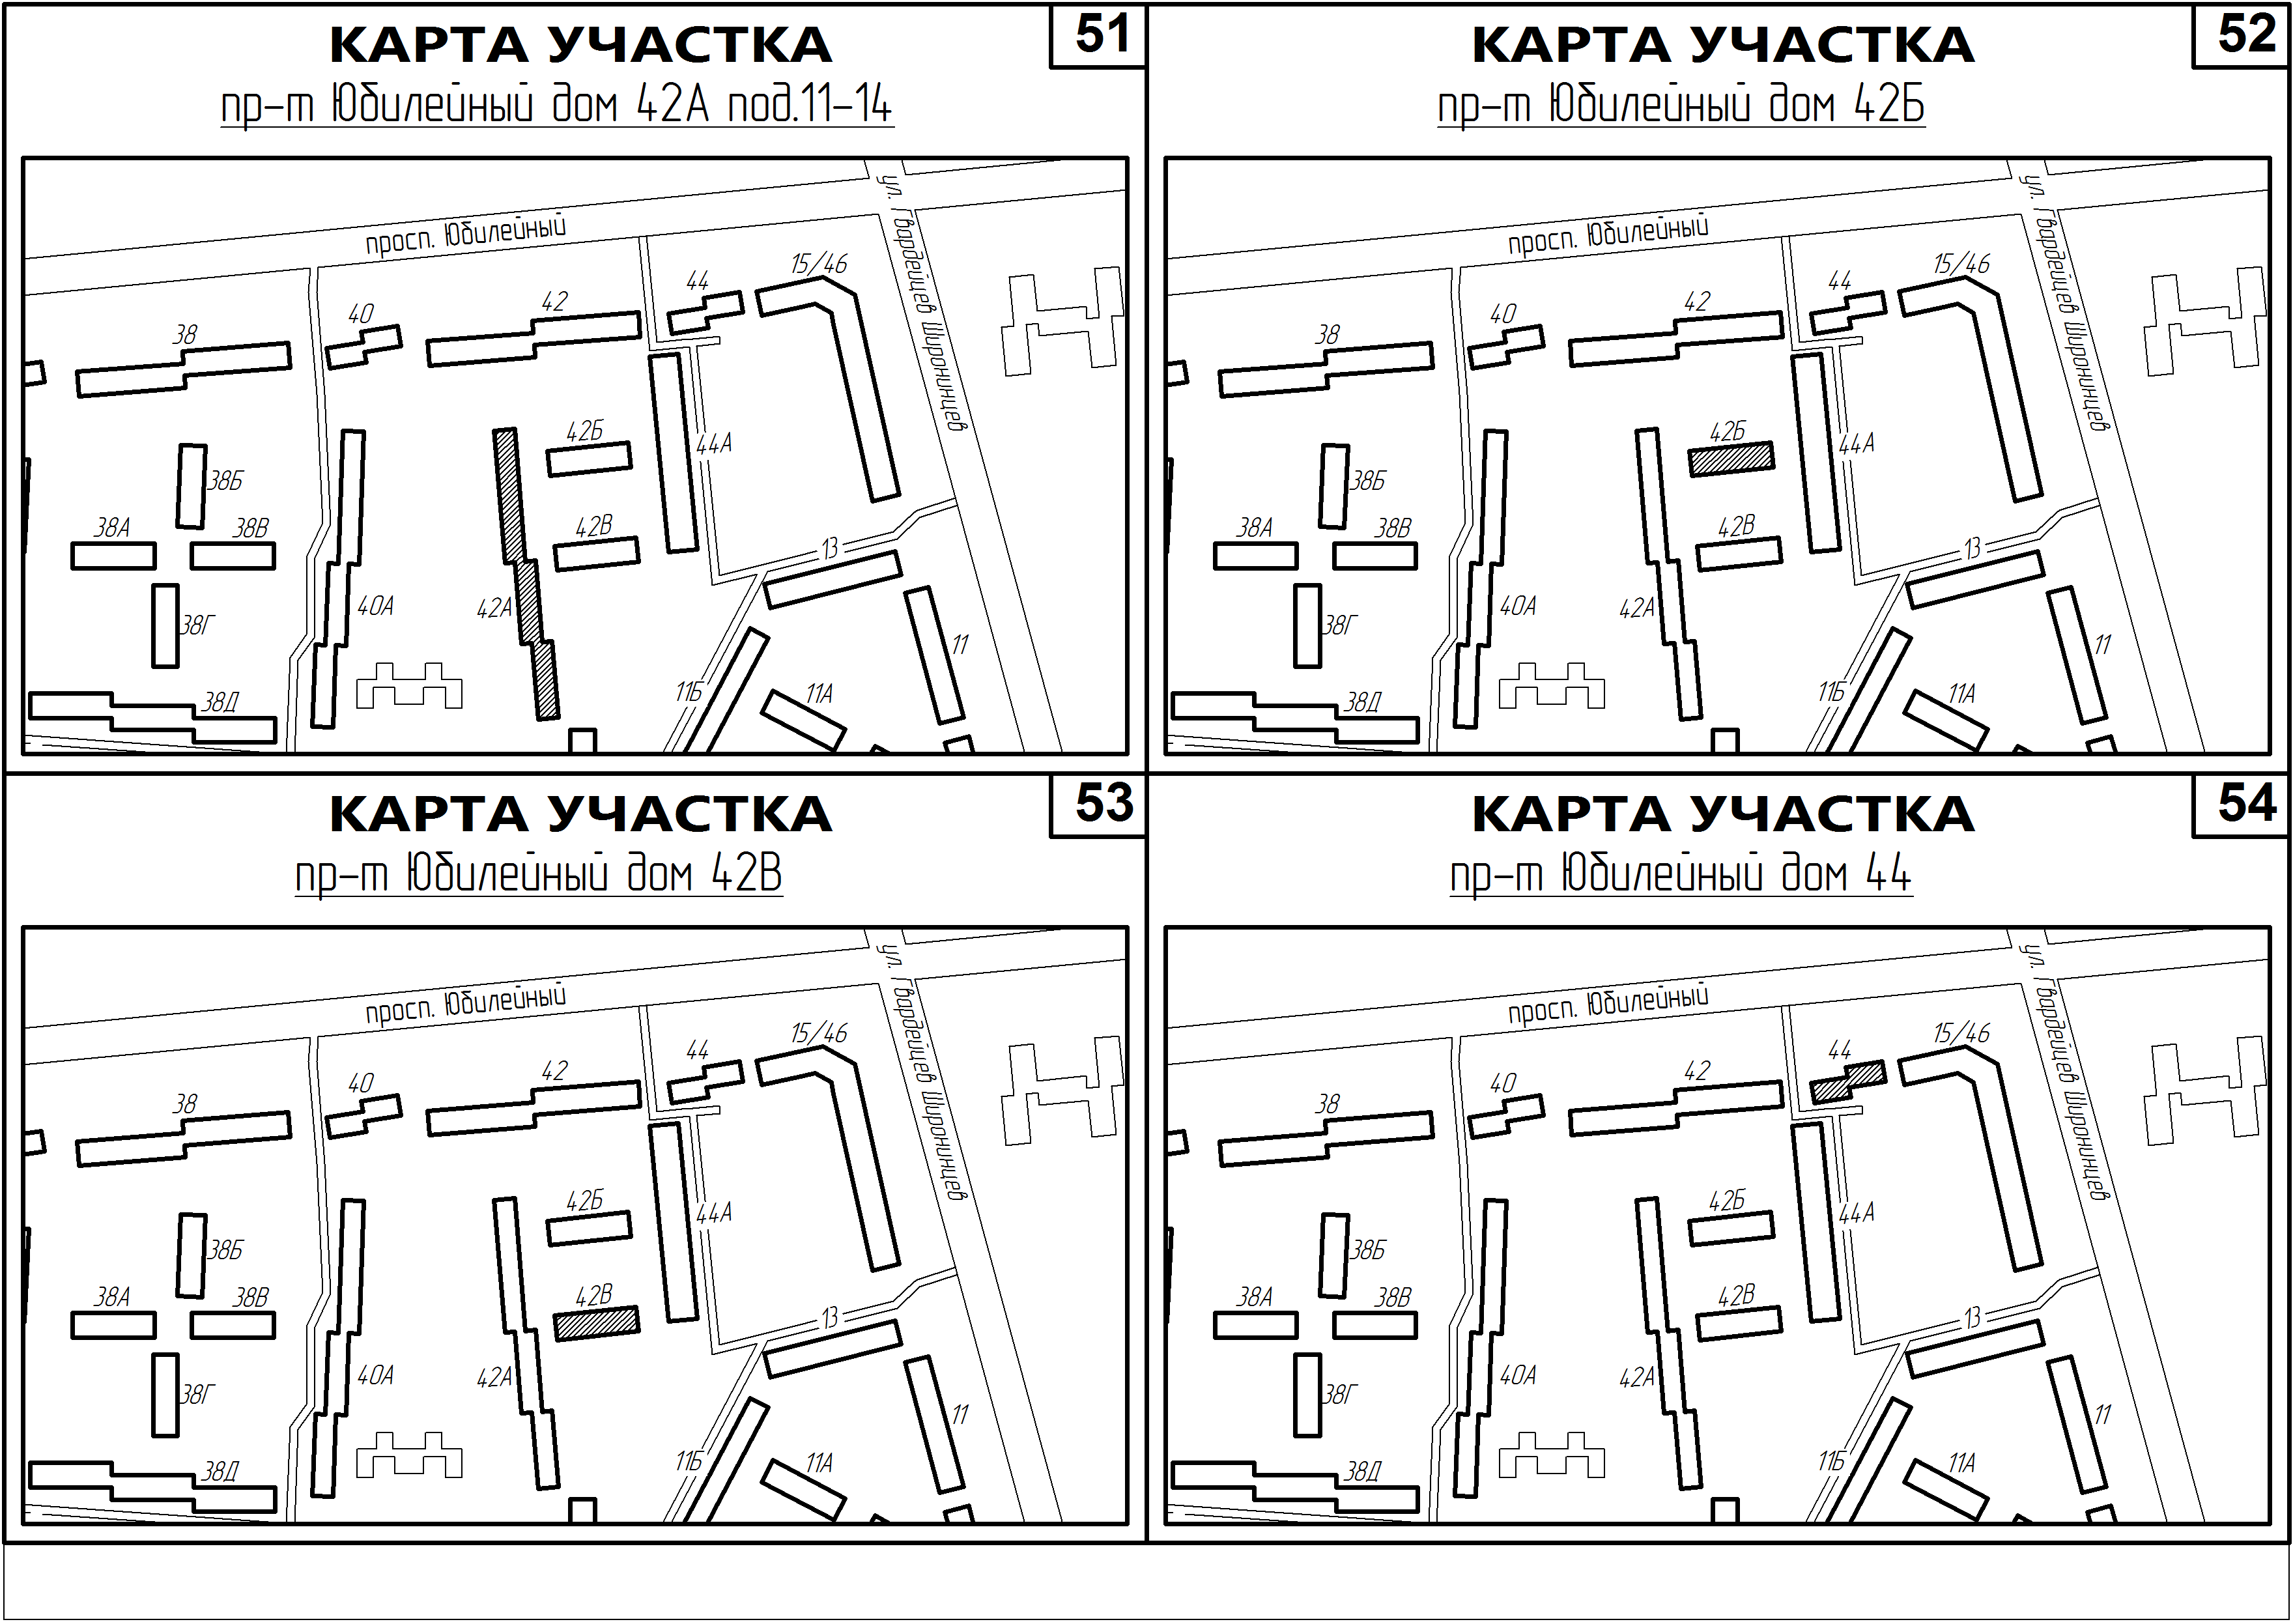 КАРТА УЧАСТКА
51
пр-т Юбилейный дом 42А под.11-14
ул. Гвардейцев Широнинцев
просп. Юбилейный
15/46
44
42
40
38
42Б
44А
38Б
38А
38В
42В
13
40А
42А
38Г
11
11Б
11А
38Д
КАРТА УЧАСТКА
52
пр-т Юбилейный дом 42Б
ул. Гвардейцев Широнинцев
просп. Юбилейный
15/46
44
42
40
38
42Б
44А
38Б
38А
38В
42В
13
40А
42А
38Г
11
11Б
11А
38Д
КАРТА УЧАСТКА
53
пр-т Юбилейный дом 42В
ул. Гвардейцев Широнинцев
просп. Юбилейный
15/46
44
42
40
38
42Б
44А
38Б
38А
38В
42В
13
40А
42А
38Г
11
11Б
11А
38Д
КАРТА УЧАСТКА
54
пр-т Юбилейный дом 44
ул. Гвардейцев Широнинцев
просп. Юбилейный
15/46
44
42
40
38
42Б
44А
38Б
38А
38В
42В
13
40А
42А
38Г
11
11Б
11А
38Д